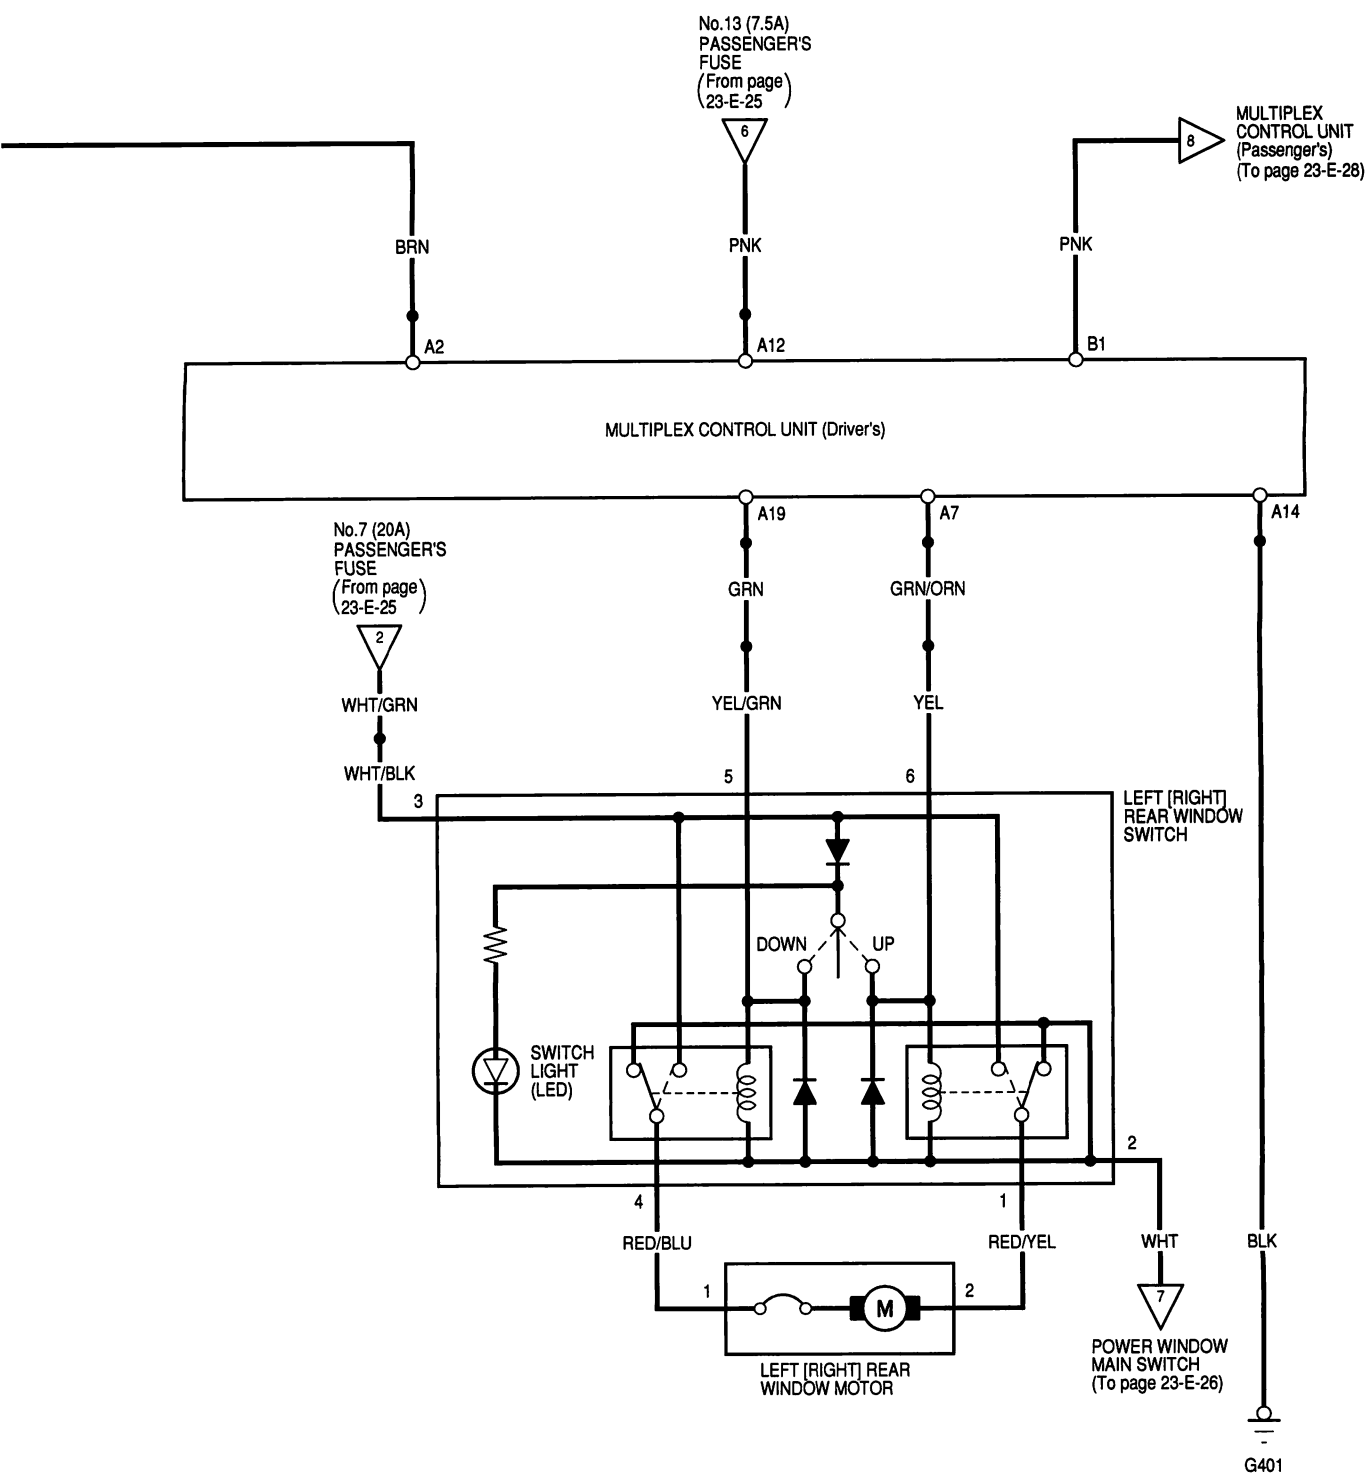 No.13 (7.5A)
PASSENGER'S
FUSE
(From page
23-E-25)
6
8
MULTIPLEX
CONTROL UNIT
(Passenger's)
(To page 23-E-28)
BRN
PNK
PNK
A2
A12
B1
MULTIPLEX CONTROL UNIT (Driver's)
A19
A7
A14
No.7 (20A)
PASSENGER'S
FUSE
(From page
23-E-25)
2
GRN
GRN/ORN
WHT/GRN
YEL/GRN
YEL
WHT/BLK
3
5
6
LEFT [RIGHT]
REAR WINDOW
SWITCH
DOWN
UP
SWITCH
LIGHT
(LED)
2
4
1
RED/BLU
RED/YEL
WHT
BLK
1
M
2
7
LEFT [RIGHT] REAR
WINDOW MOTOR
POWER WINDOW
MAIN SWITCH
(To page 23-E-26)
G401